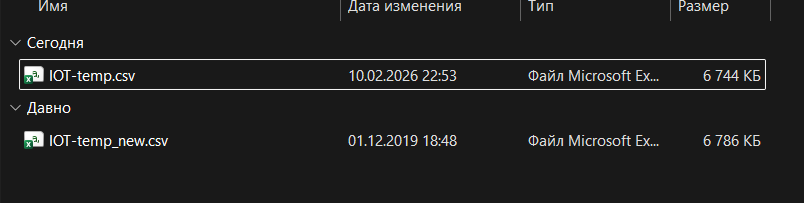 Имя Дата изменения Тип Размер
Сегодня
IOT-temp.csv 10.02.2026 22:53 Файл Microsoft Ex... 6 744 КБ
Давно
IOT-temp_new.csv 01.12.2019 18:48 Файл Microsoft Ex... 6 786 КБ